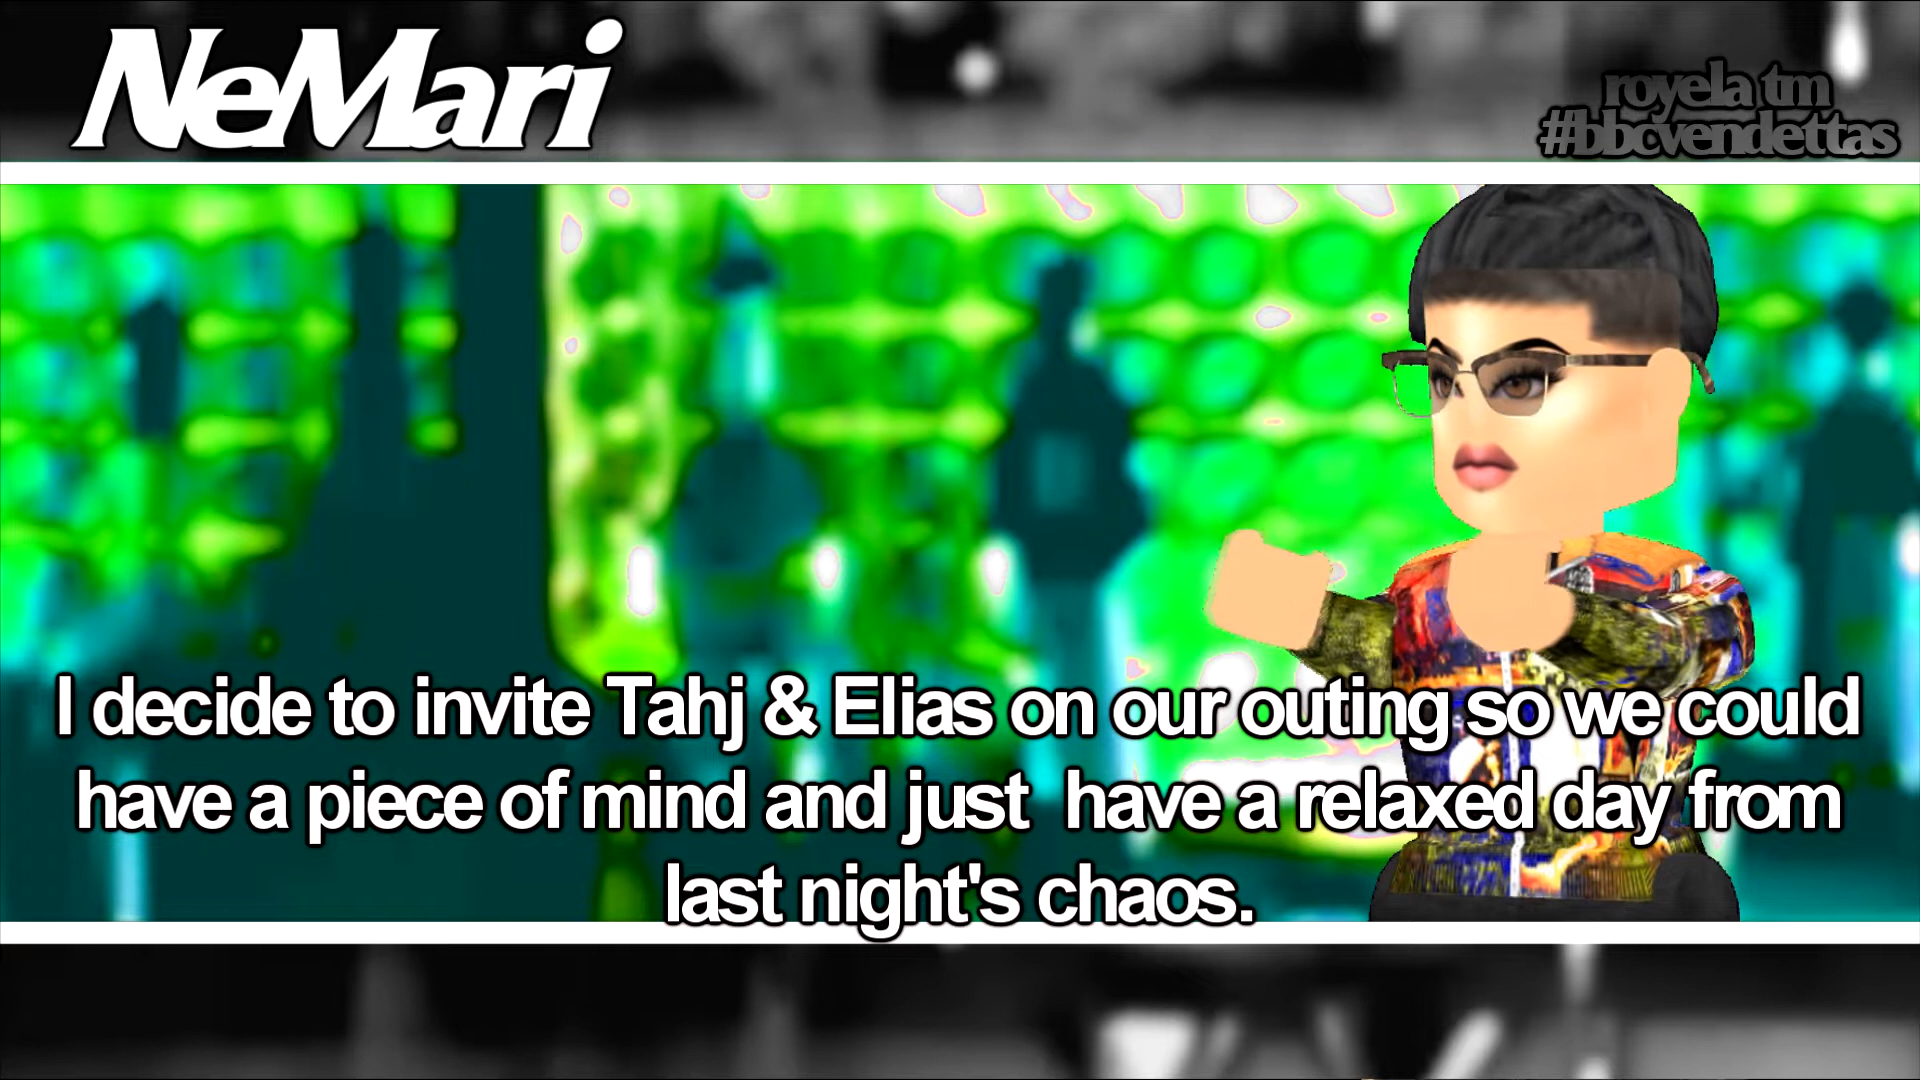 NeMari
royela tm
#bbcvendettas
I decide to invite Tahj & Elias on our outing so we could
have a piece of mind and just  have a relaxed day from
last night's chaos.